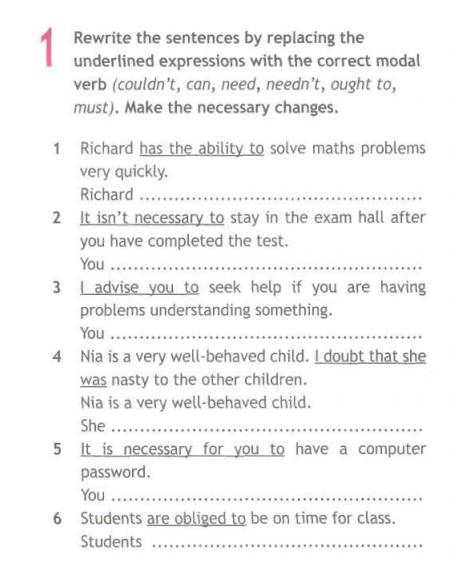 1 Rewrite the sentences by replacing the
underlined expressions with the correct modal
verb (couldn't, can, need, needn't, ought to,
must). Make the necessary changes.
1 Richard has the ability to solve maths problems
very quickly.
Richard ................................................
2 It isn't necessary to stay in the exam hall after
you have completed the test.
You .....................................................
3 I advise you to seek help if you are having
problems understanding something.
You .....................................................
4 Nia is a very well-behaved child. I doubt that she
was nasty to the other children.
Nia is a very well-behaved child.
She .....................................................
5 It is necessary for you to have a computer
password.
You .....................................................
6 Students are obliged to be on time for class.
Students ..............................................